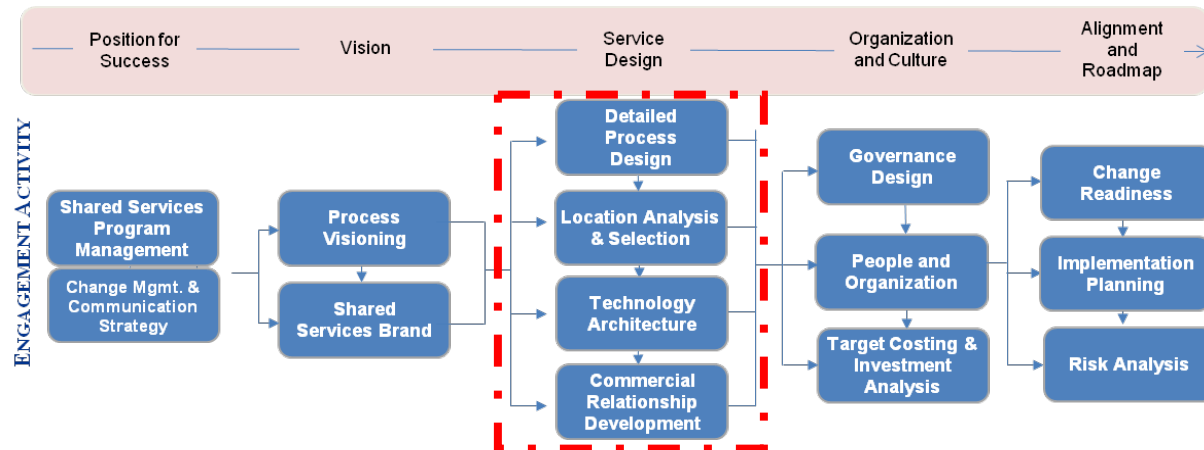 Position for
Success
Vision
Service
Design
Organization
and Culture
Alignment
and
Roadmap
ENGAGEMENT ACTIVITY
Shared Services
Program
Management
Change Mgmt. &
Communication
Strategy
Process
Visioning
Shared
Services Brand
Detailed
Process
Design
Location Analysis
& Selection
Technology
Architecture
Commercial
Relationship
Development
Governance
Design
People and
Organization
Target Costing &
Investment
Analysis
Change
Readiness
Implementation
Planning
Risk Analysis